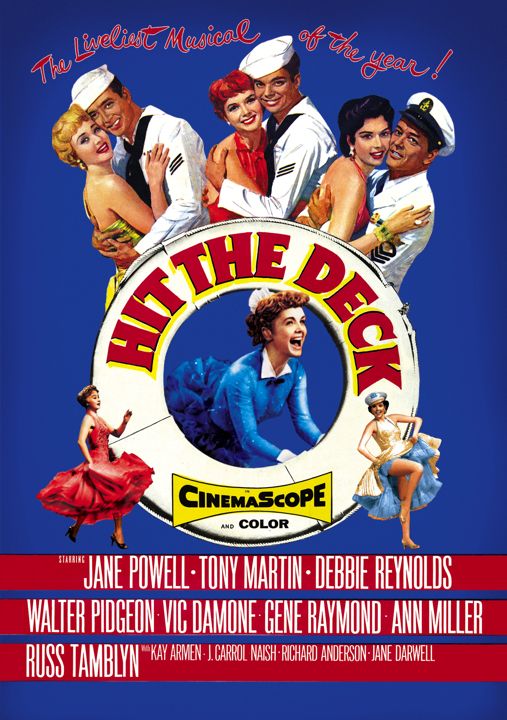 The Liveliest Musical of the year!
HIT THE DECK
IN
CINEMASCOPE
AND COLOR
STARRING JANE POWELL • TONY MARTIN • DEBBIE REYNOLDS
WALTER PIDGEON · VIC DAMONE · GENE RAYMOND · ANN MILLER
RUSS TAMBLYN With KAY ARMEN · J. CARROL NAISH · RICHARD ANDERSON · JANE DARWELL